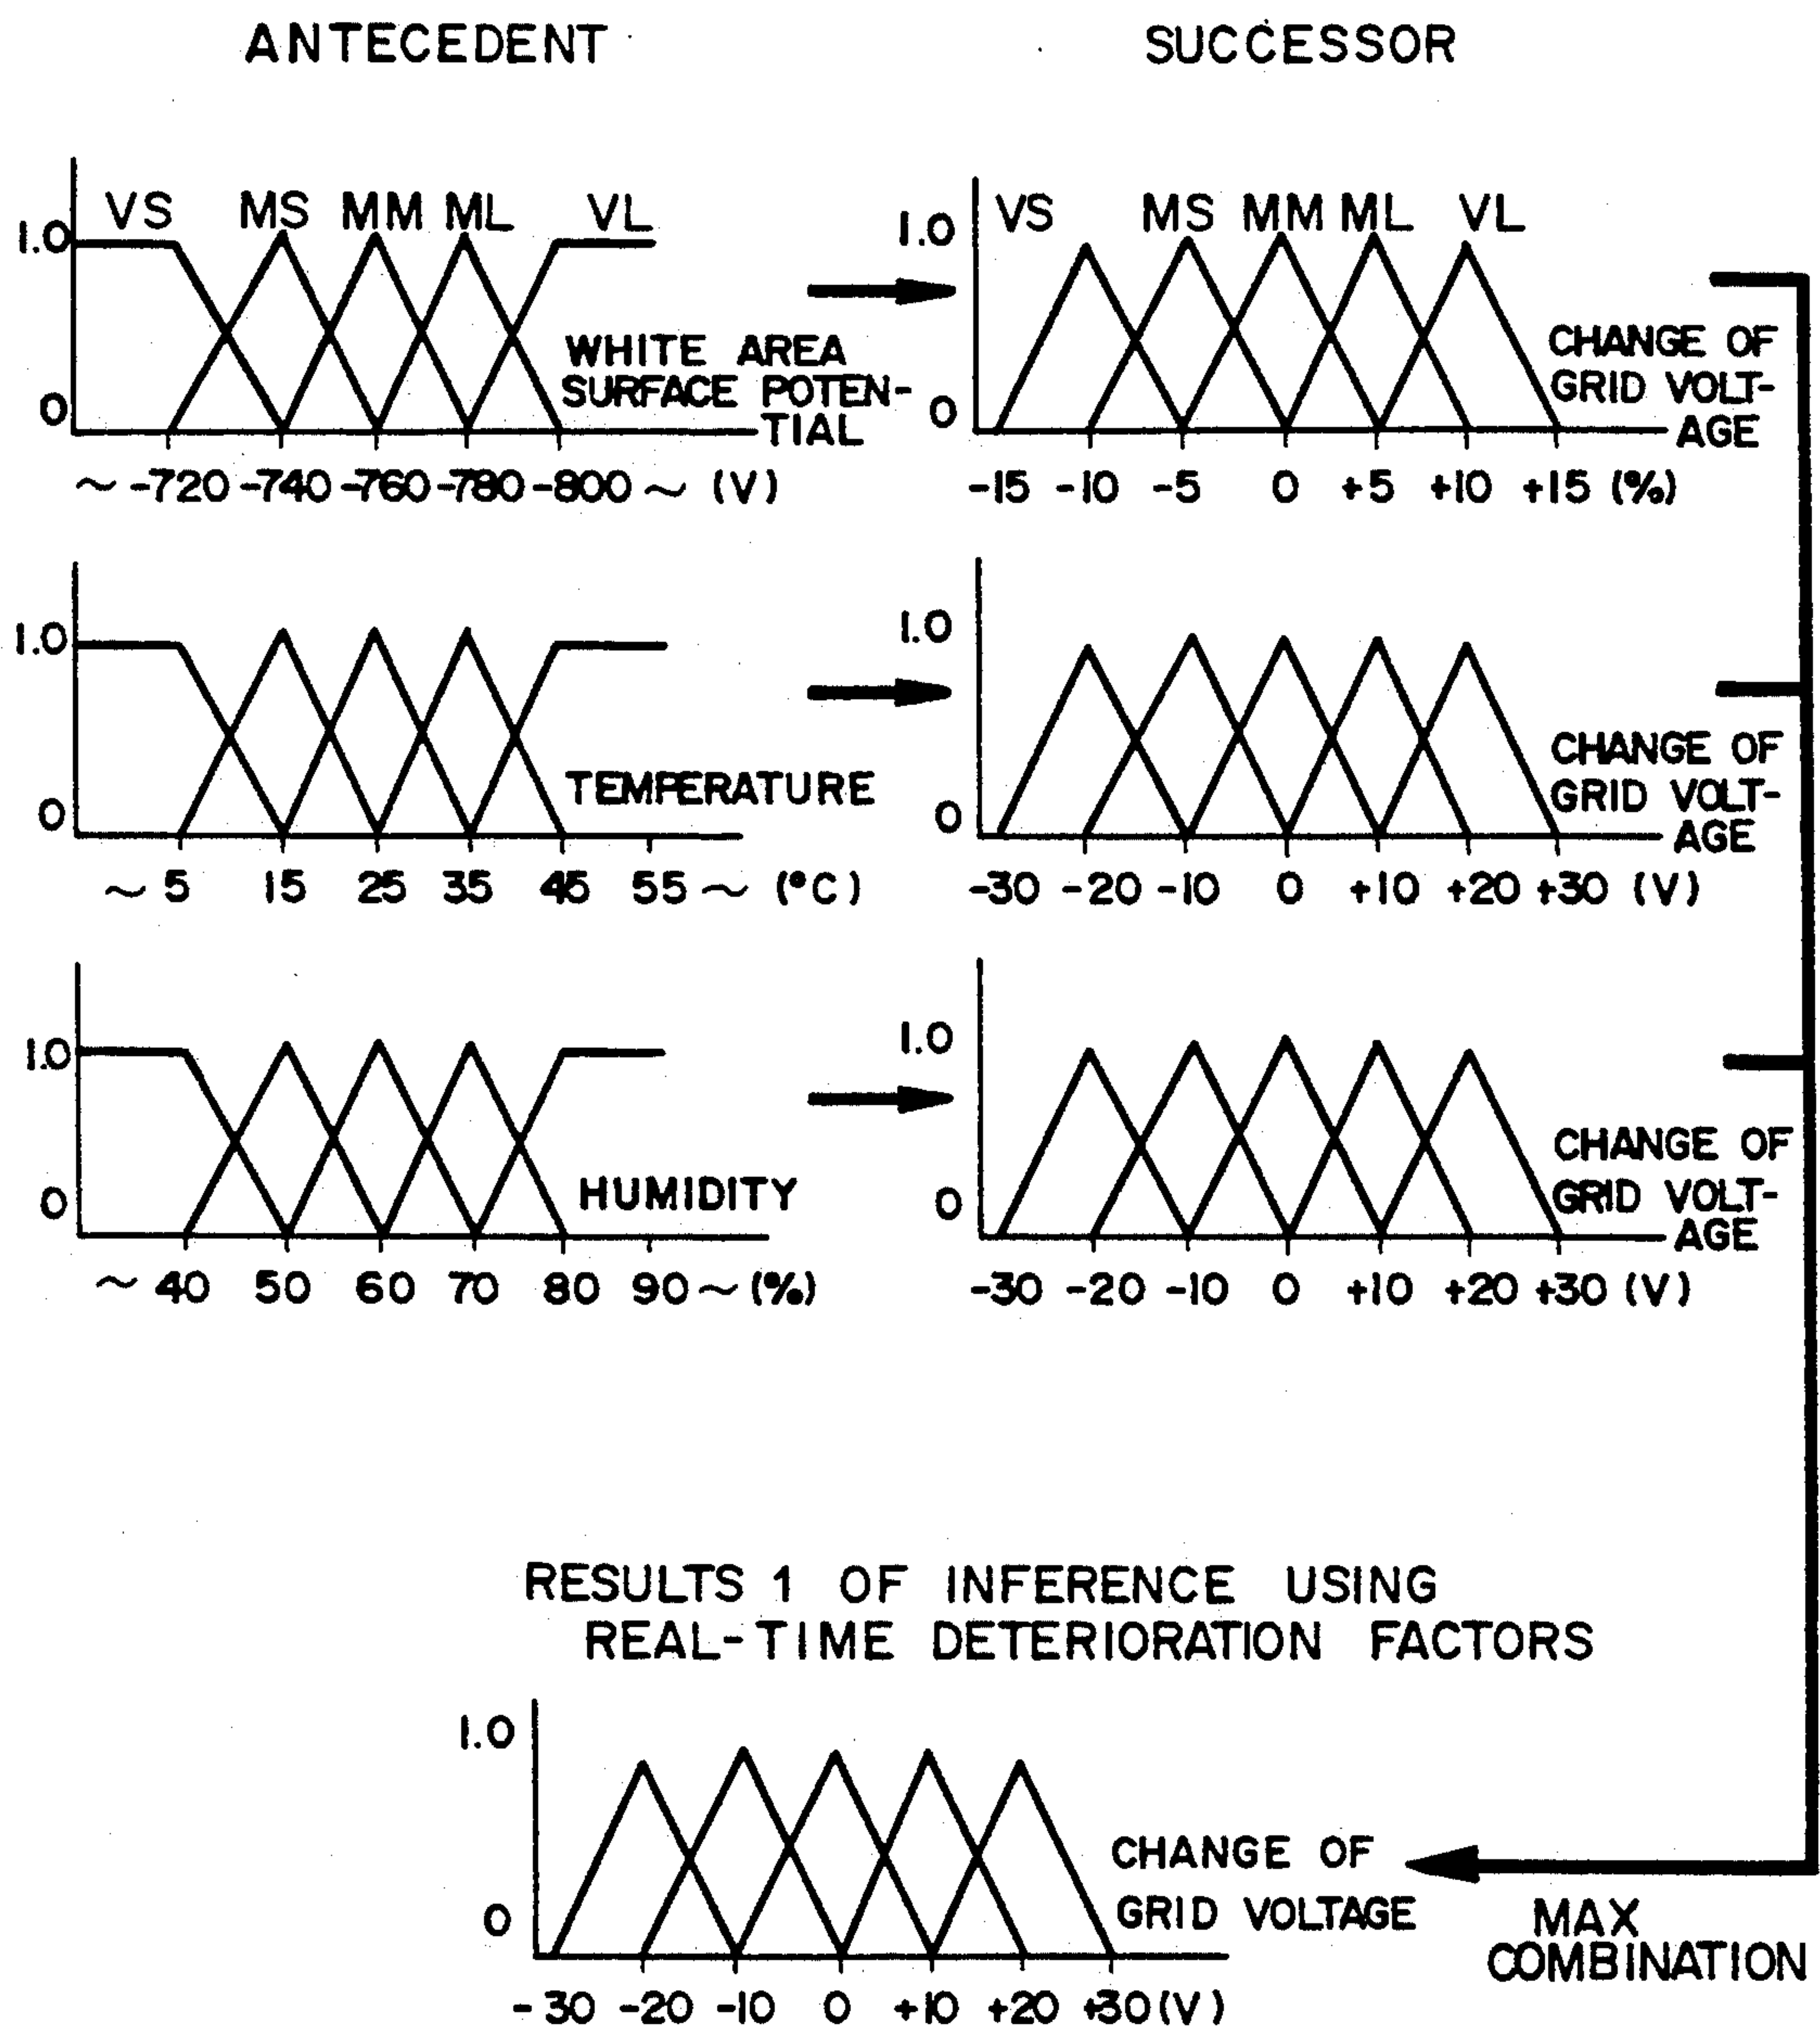 ANTECEDENT
SUCCESSOR
VS MS MM ML VL
1.0
0
WHITE AREA
SURFACE POTEN-
TIAL
~ -720 -740 -760 -780 -800 ~ (V)
VS MS MM ML VL
1.0
0
CHANGE OF
GRID VOLT-
AGE
-15 -10 -5 0 +5 +10 +15 (%)
1.0
0
TEMPERATURE
~ 5 15 25 35 45 55 ~ (°C)
1.0
0
CHANGE OF
GRID VOLT-
AGE
-30 -20 -10 0 +10 +20 +30 (V)
1.0
0
HUMIDITY
~ 40 50 60 70 80 90 ~ (%)
1.0
0
CHANGE OF
GRID VOLT-
AGE
-30 -20 -10 0 +10 +20 +30 (V)
RESULTS 1 OF INFERENCE USING
REAL-TIME DETERIORATION FACTORS
1.0
0
CHANGE OF
GRID VOLTAGE
-30 -20 -10 0 +10 +20 +30 (V)
MAX
COMBINATION